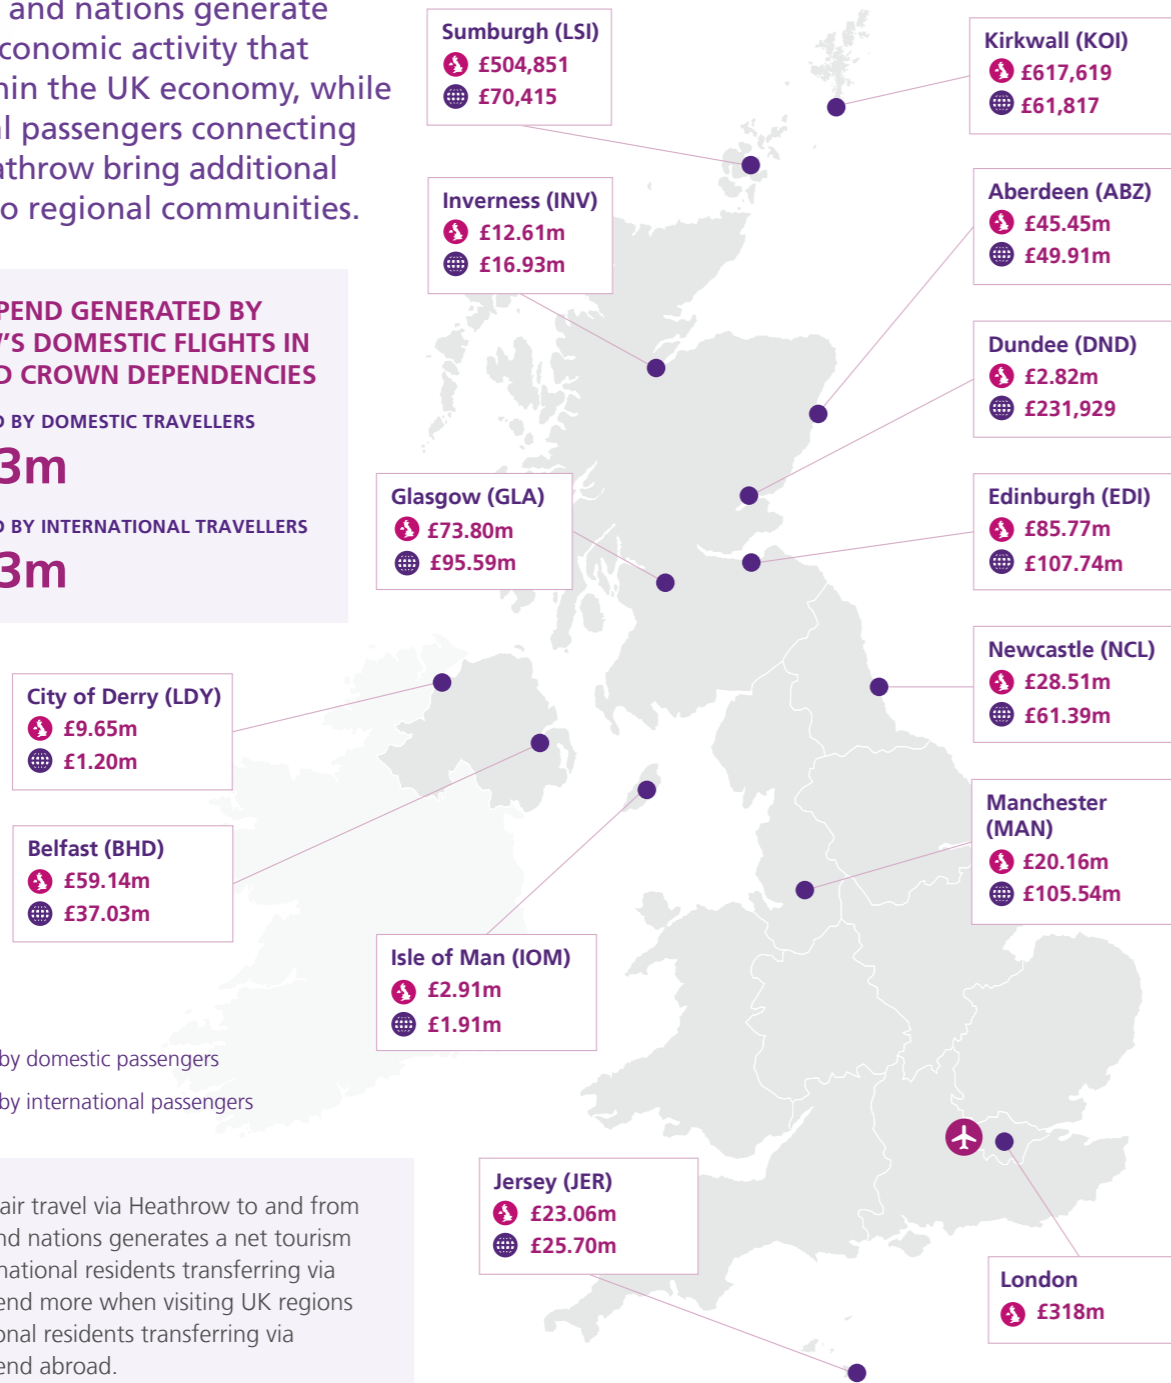 and nations generate
conomic activity that
hin the UK economy, while
al passengers connecting
athrow bring additional
o regional communities.
PEND GENERATED BY
'S DOMESTIC FLIGHTS IN
D CROWN DEPENDENCIES
D BY DOMESTIC TRAVELLERS
3m
D BY INTERNATIONAL TRAVELLERS
3m
Sumburgh (LSI)
£504,851
£70,415
Kirkwall (KOI)
£617,619
£61,817
Inverness (INV)
£12.61m
£16.93m
Aberdeen (ABZ)
£45.45m
£49.91m
Dundee (DND)
£2.82m
£231,929
Glasgow (GLA)
£73.80m
£95.59m
Edinburgh (EDI)
£85.77m
£107.74m
Newcastle (NCL)
£28.51m
£61.39m
City of Derry (LDY)
£9.65m
£1.20m
Manchester
(MAN)
£20.16m
£105.54m
Belfast (BHD)
£59.14m
£37.03m
Isle of Man (IOM)
£2.91m
£1.91m
by domestic passengers
by international passengers
Jersey (JER)
£23.06m
£25.70m
London
£318m
air travel via Heathrow to and from
nd nations generates a net tourism
national residents transferring via
end more when visiting UK regions
onal residents transferring via
end abroad.